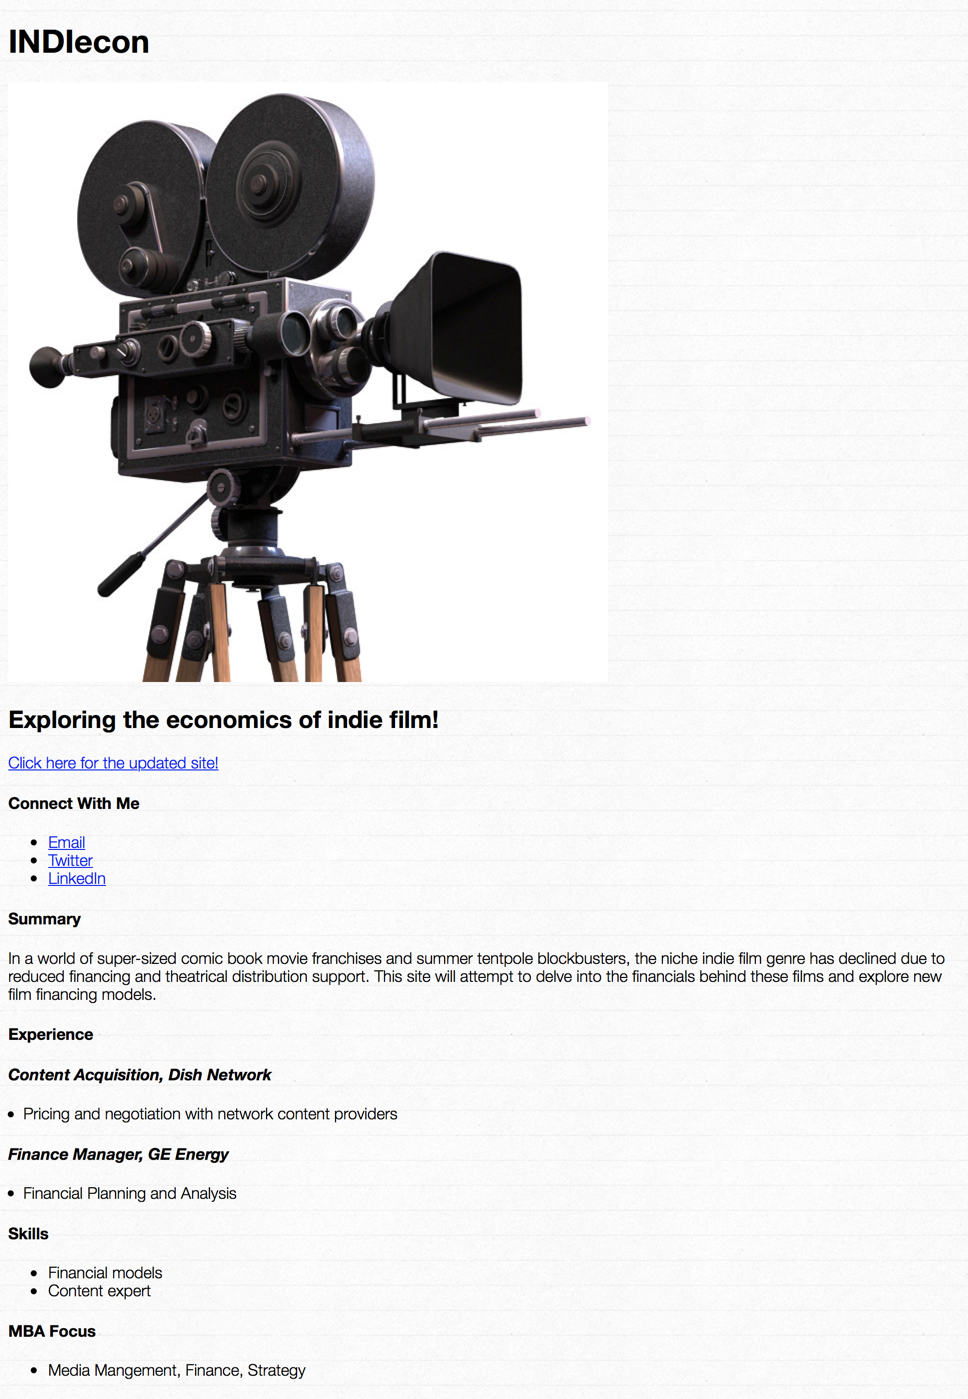 INDIecon
Exploring the economics of indie film!
Click here for the updated site!
Connect With Me
• Email
• Twitter
• LinkedIn
Summary
In a world of super-sized comic book movie franchises and summer tentpole blockbusters, the niche indie film genre has declined due to
reduced financing and theatrical distribution support. This site will attempt to delve into the financials behind these films and explore new
film financing models.
Experience
Content Acquisition, Dish Network
• Pricing and negotiation with network content providers
Finance Manager, GE Energy
• Financial Planning and Analysis
Skills
• Financial models
• Content expert
MBA Focus
• Media Mangement, Finance, Strategy